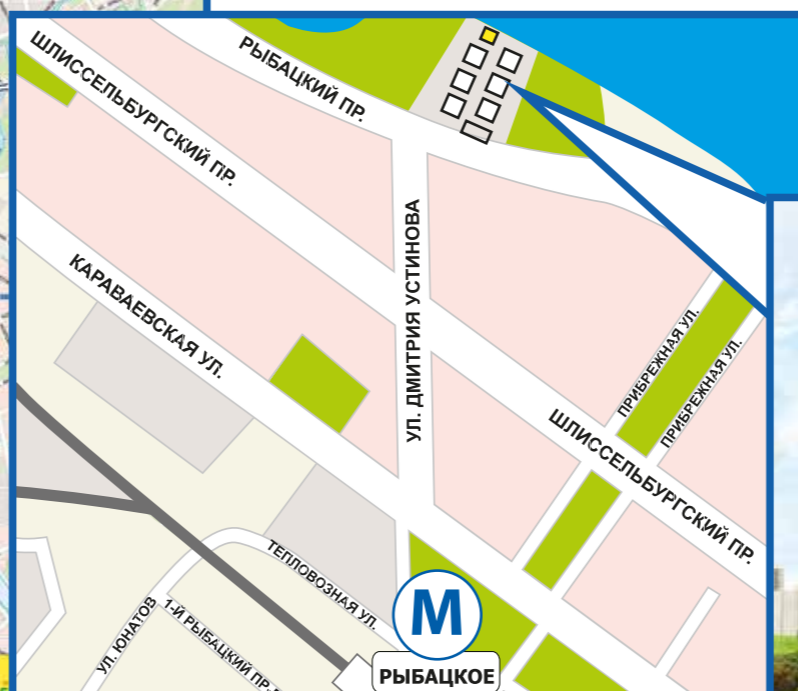 РЫБАЦКИЙ ПР.
ШЛИССЕЛЬБУРГСКИЙ ПР.
КАРАВАЕВСКАЯ УЛ.
УЛ. ДМИТРИЯ УСТИНОВА
ПРИБРЕЖНАЯ УЛ.
ПРИБРЕЖНАЯ УЛ.
ШЛИССЕЛЬБУРГСКИЙ ПР.
ТЕПЛОВОЗНАЯ УЛ.
УЛ. ЮНАТОВ
1-Й РЫБАЦКИЙ ПР-
М
РЫБАЦКОЕ